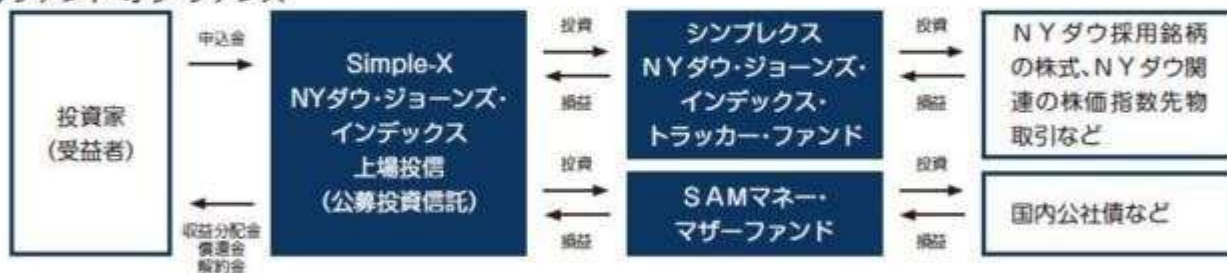 投資家
(受益者)
申込金
収益分配金
償還金
解約金
Simple-X
NYダウ・ジョーンズ・
インデックス
上場投信
(公募投資信託)
投資
損益
投資
損益
シンプレクス
NYダウ・ジョーンズ・
インデックス・
トラッカー・ファンド
SAMマネー・
マザーファンド
投資
損益
投資
損益
NYダウ採用銘柄
の株式、NYダウ関
連の株価指数先物
取引など
国内公社債など